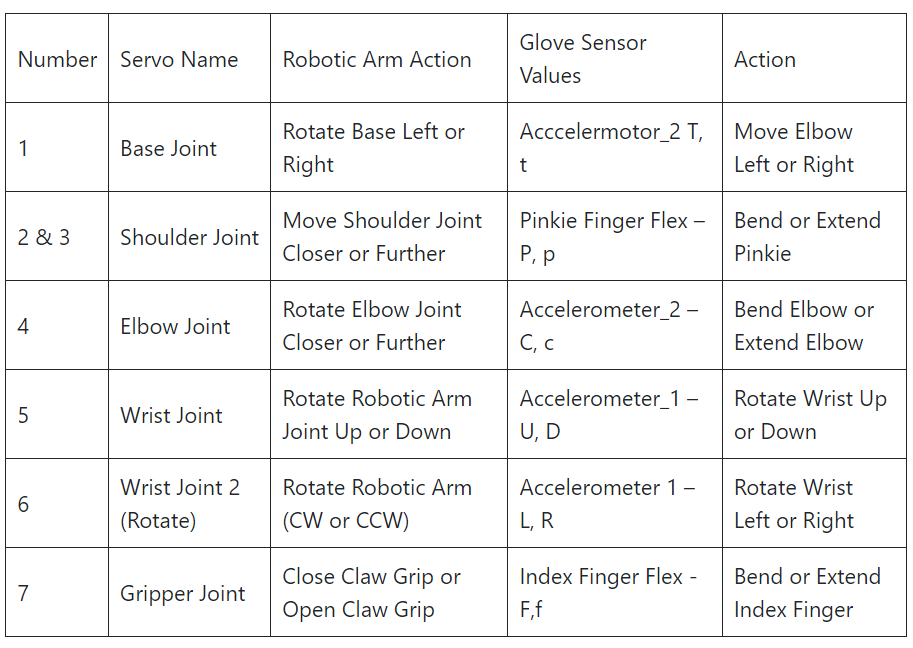 Number
Servo Name
Robotic Arm Action
Glove Sensor
Values
Action
1
Base Joint
Rotate Base Left or
Right
Acccelermotor_2 T,
t
Move Elbow
Left or Right
2 & 3
Shoulder Joint
Move Shoulder Joint
Closer or Further
Pinkie Finger Flex –
P, p
Bend or Extend
Pinkie
4
Elbow Joint
Rotate Elbow Joint
Closer or Further
Accelerometer_2 –
C, c
Bend Elbow or
Extend Elbow
5
Wrist Joint
Rotate Robotic Arm
Joint Up or Down
Accelerometer_1 –
U, D
Rotate Wrist Up
or Down
6
Wrist Joint 2
(Rotate)
Rotate Robotic Arm
(CW or CCW)
Accelerometer 1 –
L, R
Rotate Wrist
Left or Right
7
Gripper Joint
Close Claw Grip or
Open Claw Grip
Index Finger Flex -
F,f
Bend or Extend
Index Finger